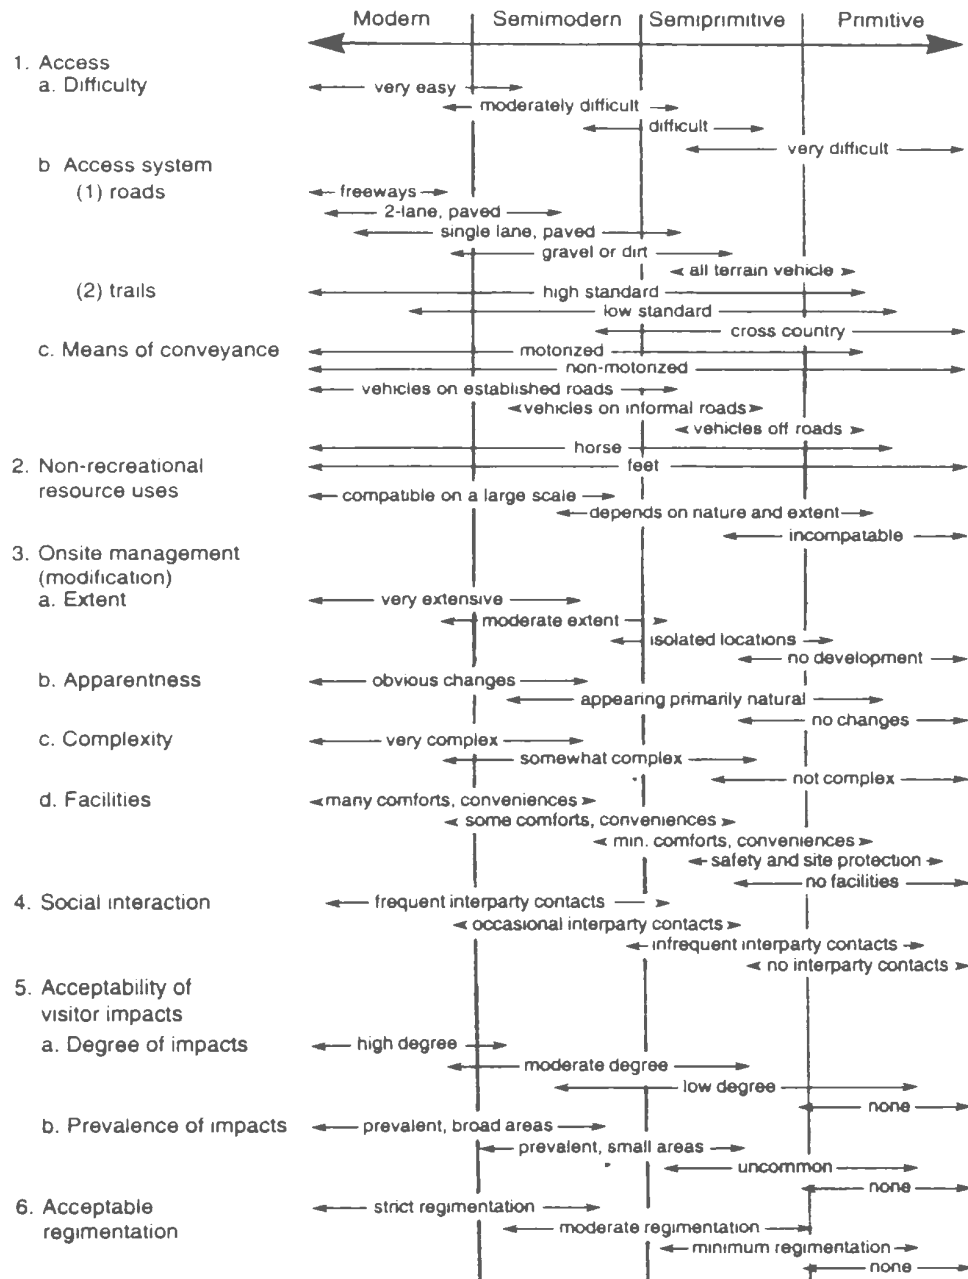 Modern Semimodern Semiprimitive Primitive
1. Access
a. Difficulty very easy
moderately difficult
difficult
very difficult
b Access system
(1) roads freeways
2-lane, paved
single lane, paved
gravel or dirt
all terrain vehicle
(2) trails high standard
low standard
cross country
c. Means of conveyance motorized
non-motorized
vehicles on established roads
vehicles on informal roads
vehicles off roads
horse
2. Non-recreational feet
resource uses compatible on a large scale
depends on nature and extent
incompatable
3. Onsite management
(modification)
a. Extent very extensive
moderate extent
isolated locations
no development
b. Apparentness obvious changes
appearing primarily natural
no changes
c. Complexity very complex
somewhat complex
not complex
d. Facilities many comforts, conveniences
some comforts, conveniences
min. comforts, conveniences
safety and site protection
no facilities
4. Social interaction frequent interparty contacts
occasional interparty contacts
infrequent interparty contacts
no interparty contacts
5. Acceptability of
visitor impacts
a. Degree of impacts high degree
moderate degree
low degree
none
b. Prevalence of impacts prevalent, broad areas
prevalent, small areas
uncommon
none
6. Acceptable strict regimentation
regimentation moderate regimentation
minimum regimentation
none